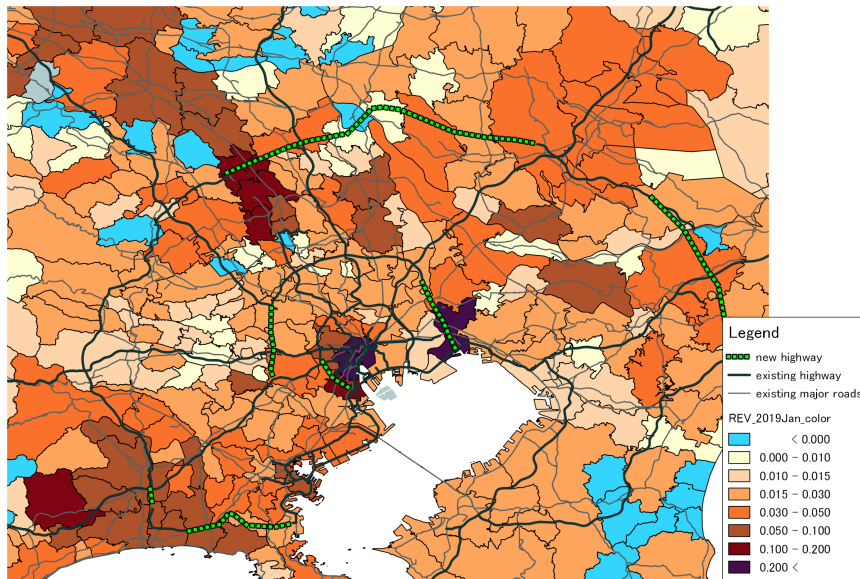 Legend
new highway
existing highway
existing major roads
REV_2019Jan_color
< 0.000
0.000 - 0.010
0.010 - 0.015
0.015 - 0.030
0.030 - 0.050
0.050 - 0.100
0.100 - 0.200
0.200 <